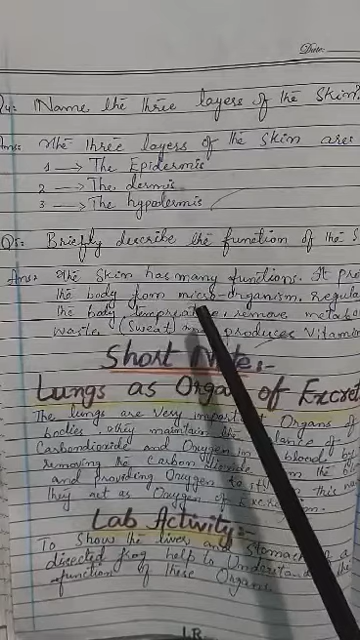 Date:
Q4: Name the three layers of the Skin?
Ans: The three layers of the Skin are
1 → The Epidermis
2 → The dermis
3 → The hypodermis
Q5: Briefly describe the function of the S
Ans: The Skin has many functions. It pro
the body from micro-organism, Regula
the body temprature, remove metabo
waste (Sweat) and produces Vitamin
Short Note:-
Lungs as Organ of Excret
The lungs are very important Organs of
bodies. they maintain the balance of
Carbondioxide and Oxygen in blood by
removing the Carbon dioxide from the
and providing Oxygen to this
they act as Organ of
Lab Activity:-
To Show the liver and Stomach of a
frog help to Understand the
function of these Organs